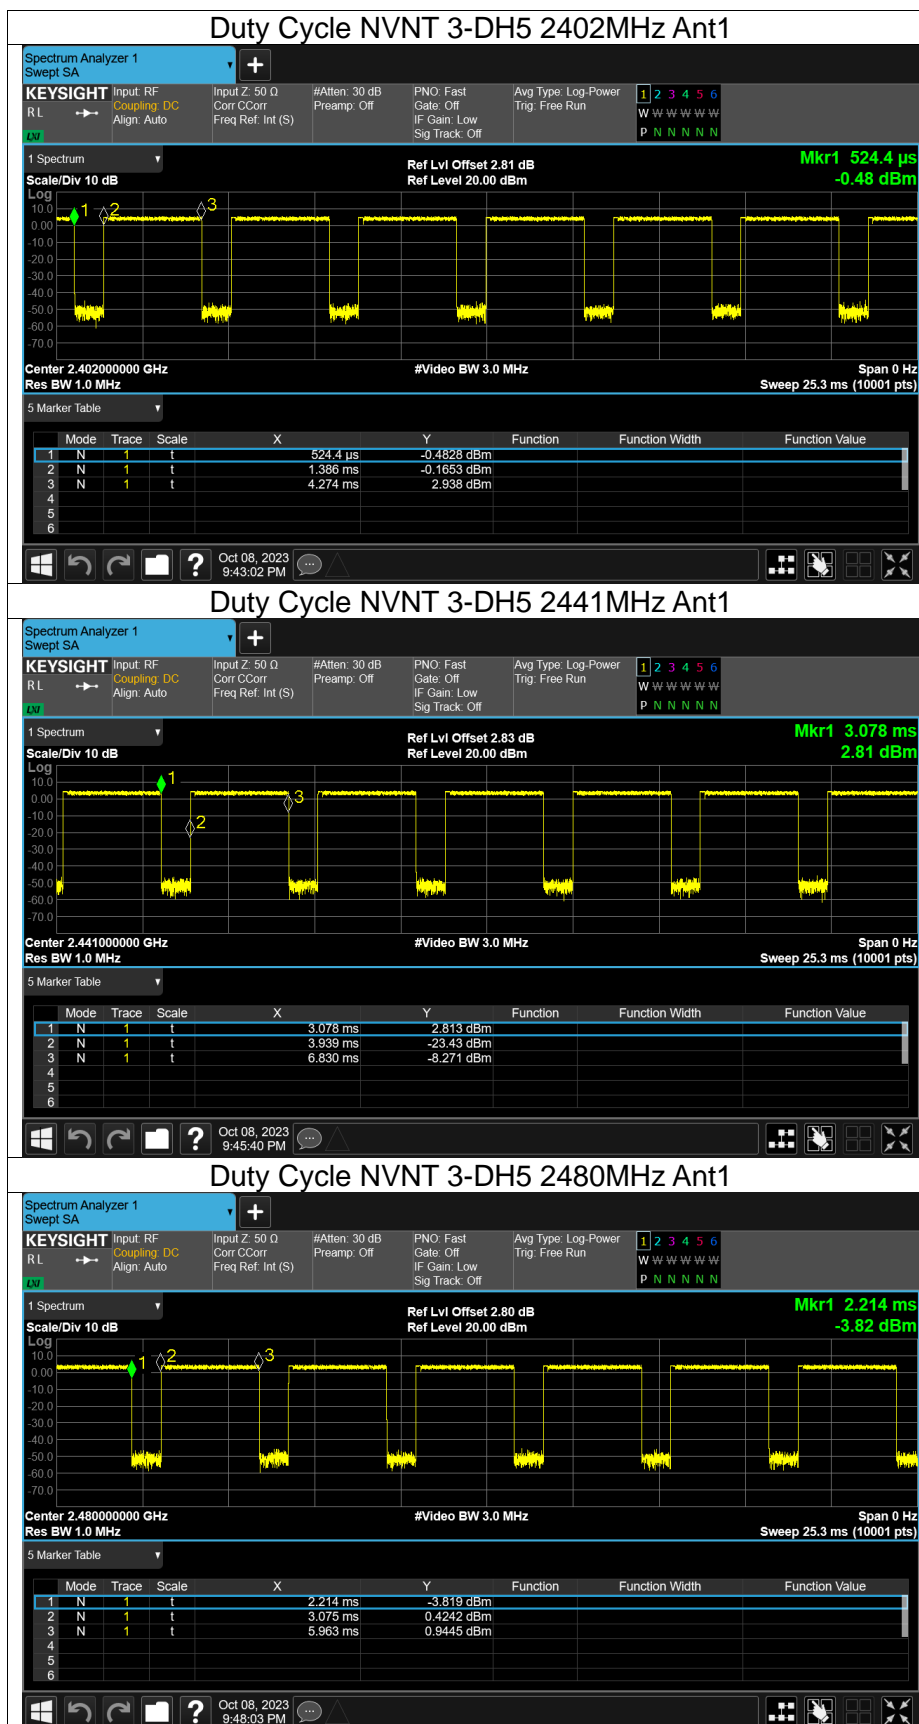 Duty Cycle NVNT 3-DH5 2402MHz Ant1
Spectrum Analyzer 1
Swept SA
+
KEYSIGHT Input: RF Input Z: 50 Ω #Atten: 30 dB PNO: Fast Avg Type: Log-Power 1 2 3 4 5 6
R L Coupling: DC Corr CCorr Preamp: Off Gate: Off Trig: Free Run W W W W W W
Align: Auto Freq Ref: Int (S) IF Gain: Low
LXI Sig Track: Off P N N N N N
1 Spectrum Ref Lvl Offset 2.81 dB Mkr1 524.4 µs
Scale/Div 10 dB Ref Level 20.00 dBm -0.48 dBm
Log
10.0
0.00
-10.0
-20.0
-30.0
-40.0
-50.0
-60.0
-70.0
1 2 3
Center 2.402000000 GHz #Video BW 3.0 MHz Span 0 Hz
Res BW 1.0 MHz Sweep 25.3 ms (10001 pts)
5 Marker Table
Mode Trace Scale X Y Function Function Width Function Value
1 N 1 t 524.4 µs -0.4828 dBm
2 N 1 t 1.386 ms -0.1653 dBm
3 N 1 t 4.274 ms 2.938 dBm
4
5
6
? Oct 08, 2023
9:43:02 PM
Duty Cycle NVNT 3-DH5 2441MHz Ant1
Spectrum Analyzer 1
Swept SA
+
KEYSIGHT Input: RF Input Z: 50 Ω #Atten: 30 dB PNO: Fast Avg Type: Log-Power 1 2 3 4 5 6
R L Coupling: DC Corr CCorr Preamp: Off Gate: Off Trig: Free Run W W W W W W
Align: Auto Freq Ref: Int (S) IF Gain: Low
LXI Sig Track: Off P N N N N N
1 Spectrum Ref Lvl Offset 2.83 dB Mkr1 3.078 ms
Scale/Div 10 dB Ref Level 20.00 dBm 2.81 dBm
Log
10.0
0.00
-10.0
-20.0
-30.0
-40.0
-50.0
-60.0
-70.0
1 2 3
Center 2.441000000 GHz #Video BW 3.0 MHz Span 0 Hz
Res BW 1.0 MHz Sweep 25.3 ms (10001 pts)
5 Marker Table
Mode Trace Scale X Y Function Function Width Function Value
1 N 1 t 3.078 ms 2.813 dBm
2 N 1 t 3.939 ms -23.43 dBm
3 N 1 t 6.830 ms -8.271 dBm
4
5
6
? Oct 08, 2023
9:45:40 PM
Duty Cycle NVNT 3-DH5 2480MHz Ant1
Spectrum Analyzer 1
Swept SA
+
KEYSIGHT Input: RF Input Z: 50 Ω #Atten: 30 dB PNO: Fast Avg Type: Log-Power 1 2 3 4 5 6
R L Coupling: DC Corr CCorr Preamp: Off Gate: Off Trig: Free Run W W W W W W
Align: Auto Freq Ref: Int (S) IF Gain: Low
LXI Sig Track: Off P N N N N N
1 Spectrum Ref Lvl Offset 2.80 dB Mkr1 2.214 ms
Scale/Div 10 dB Ref Level 20.00 dBm -3.82 dBm
Log
10.0
0.00
-10.0
-20.0
-30.0
-40.0
-50.0
-60.0
-70.0
1 2 3
Center 2.480000000 GHz #Video BW 3.0 MHz Span 0 Hz
Res BW 1.0 MHz Sweep 25.3 ms (10001 pts)
5 Marker Table
Mode Trace Scale X Y Function Function Width Function Value
1 N 1 t 2.214 ms -3.819 dBm
2 N 1 t 3.075 ms 0.4242 dBm
3 N 1 t 5.963 ms 0.9445 dBm
4
5
6
? Oct 08, 2023
9:48:03 PM